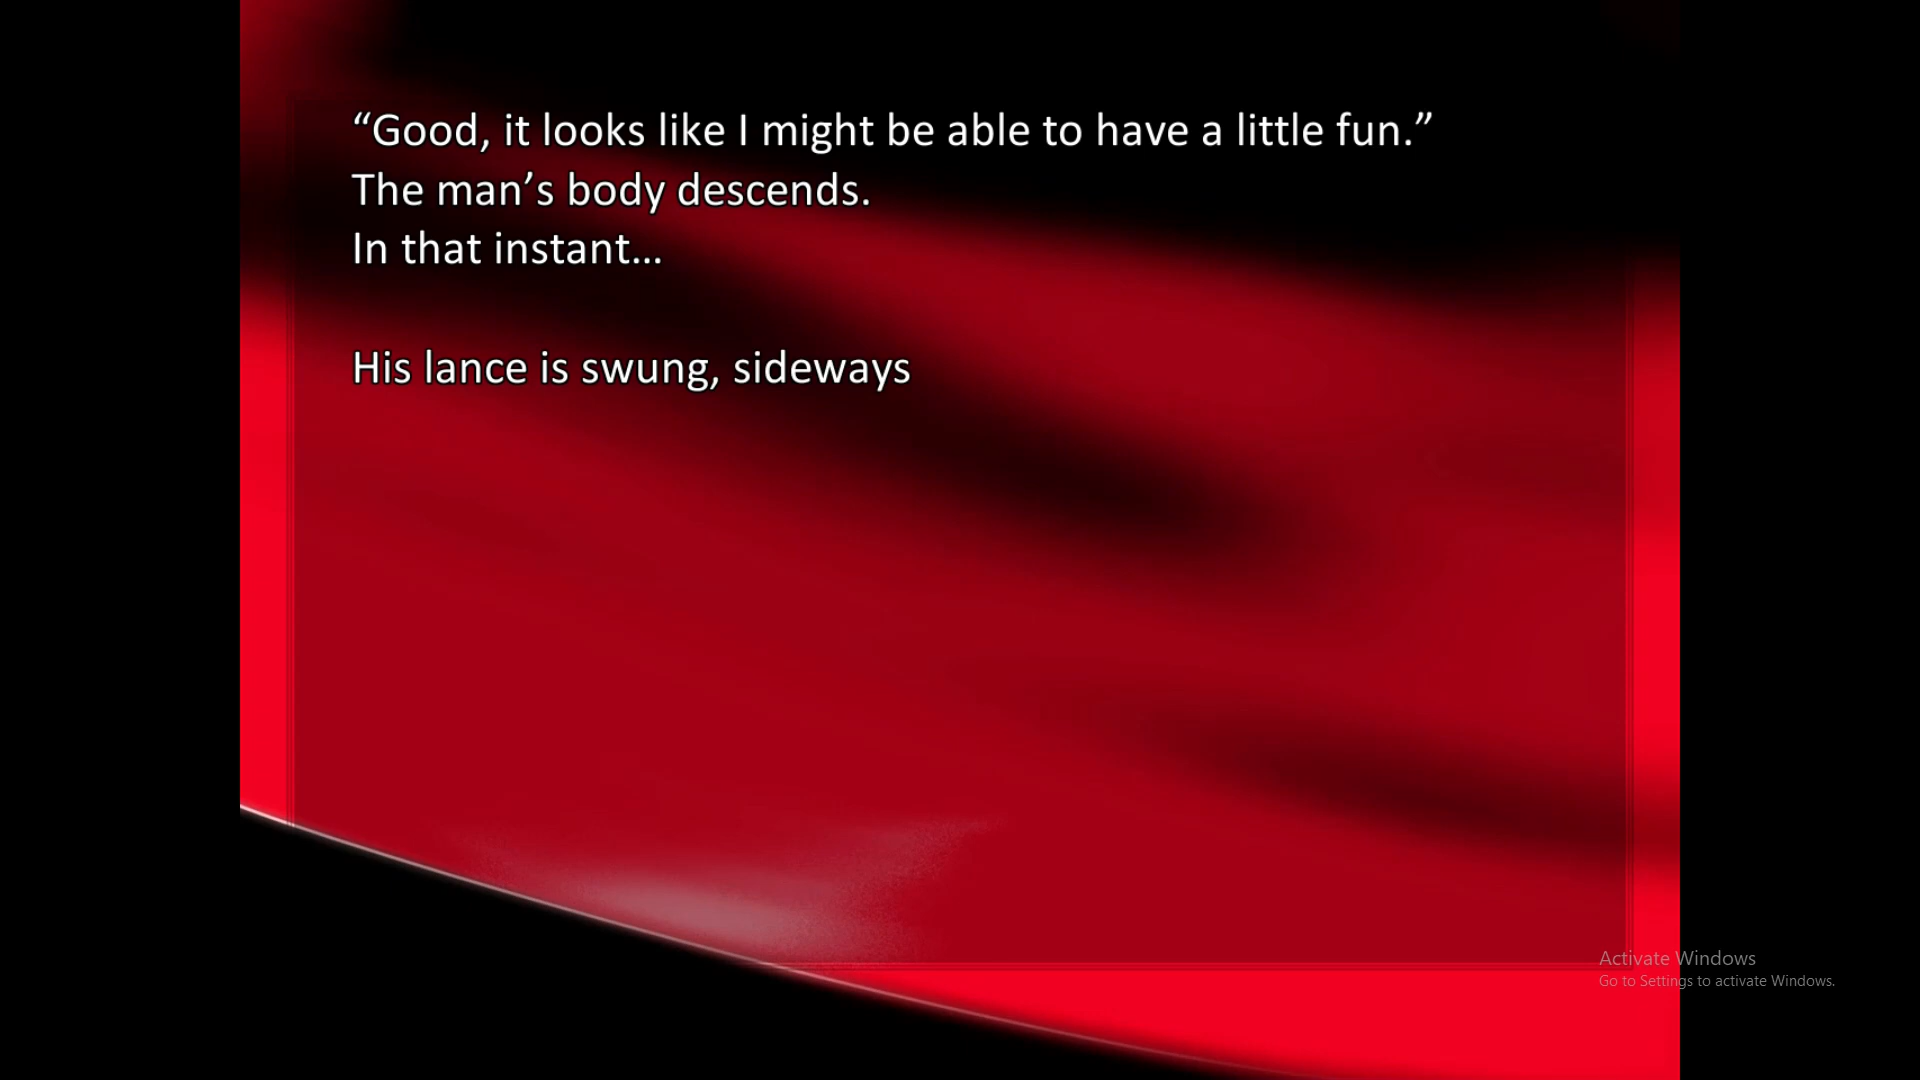 “Good, it looks like I might be able to have a little fun.”
The man’s body descends.
In that instant…
His lance is swung, sideways
Activate Windows
Go to Settings to activate Windows.